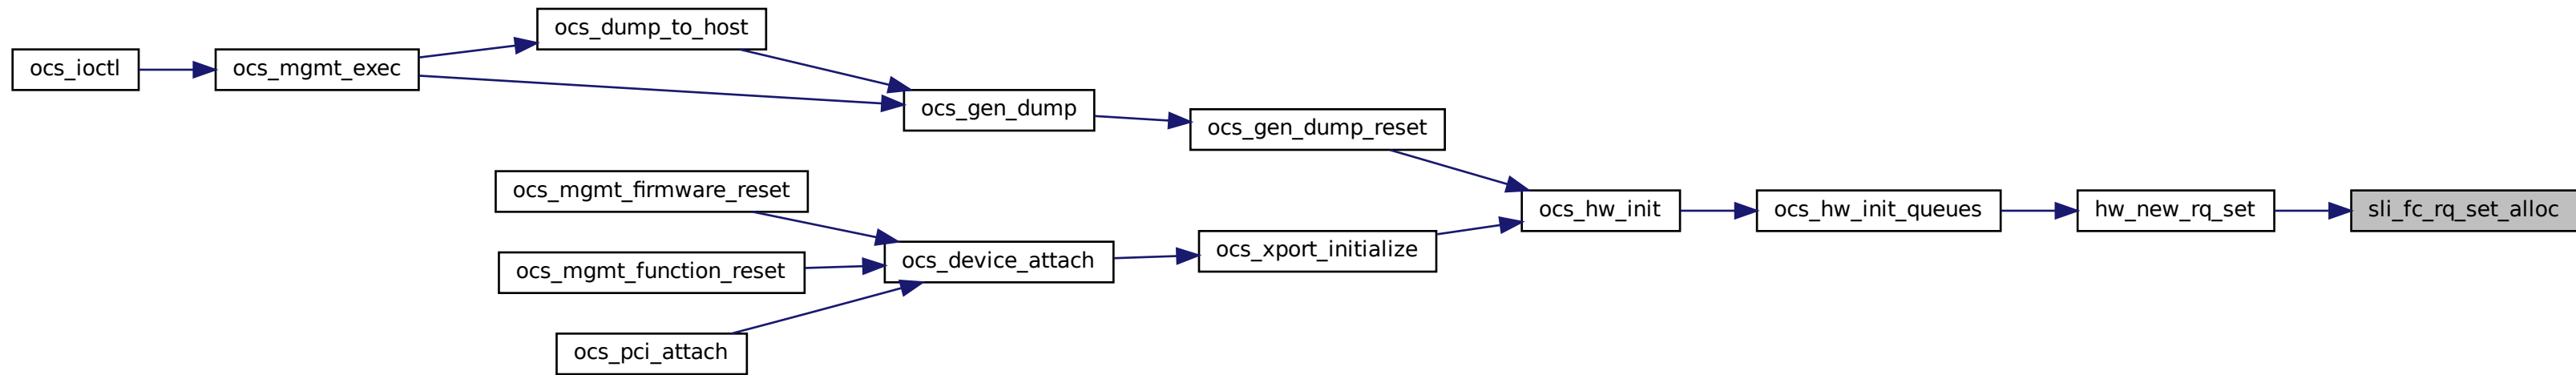 ocs_dump_to_host
ocs_ioctl
ocs_mgmt_exec
ocs_gen_dump
ocs_gen_dump_reset
ocs_mgmt_firmware_reset
ocs_hw_init
ocs_hw_init_queues
hw_new_rq_set
sli_fc_rq_set_alloc
ocs_xport_initialize
ocs_device_attach
ocs_mgmt_function_reset
ocs_pci_attach